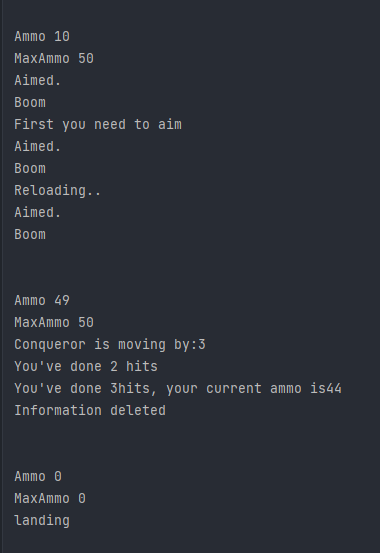 Ammo 10
MaxAmmo 50
Aimed.
Boom
First you need to aim
Aimed.
Boom
Reloading..
Aimed.
Boom
Ammo 49
MaxAmmo 50
Conqueror is moving by:3
You've done 2 hits
You've done 3hits, your current ammo is44
Information deleted
Ammo 0
MaxAmmo 0
landing